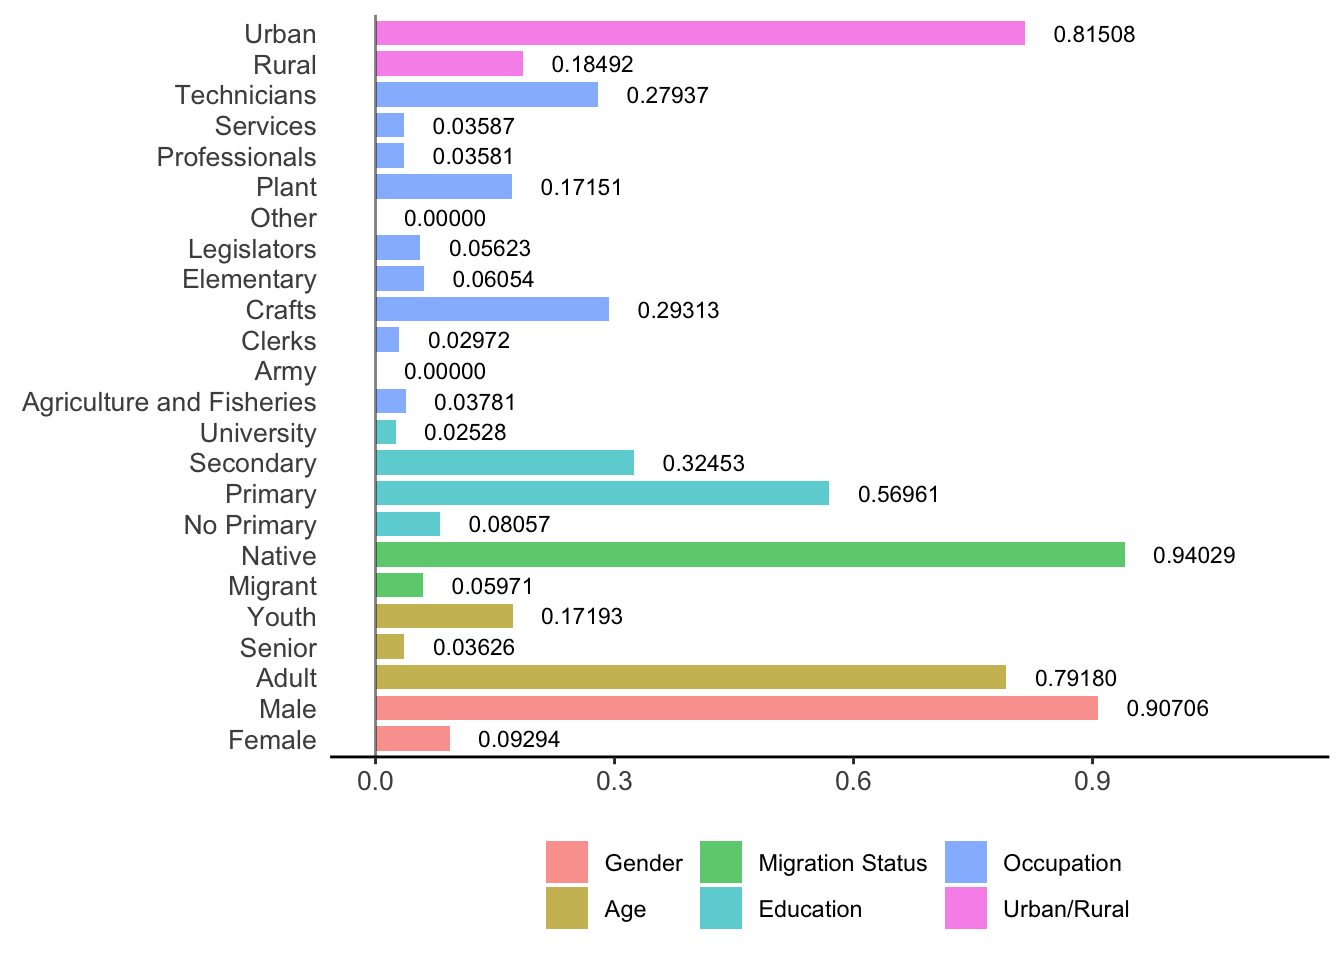 Urban 0.81508
Rural 0.18492
Technicians 0.27937
Services 0.03587
Professionals 0.03581
Plant 0.17151
Other 0.00000
Legislators 0.05623
Elementary 0.06054
Crafts 0.29313
Clerks 0.02972
Army 0.00000
Agriculture and Fisheries 0.03781
University 0.02528
Secondary 0.32453
Primary 0.56961
No Primary 0.08057
Native 0.94029
Migrant 0.05971
Youth 0.17193
Senior 0.03626
Adult 0.79180
Male 0.90706
Female 0.09294
0.0 0.3 0.6 0.9
Gender Migration Status Occupation
Age Education Urban/Rural